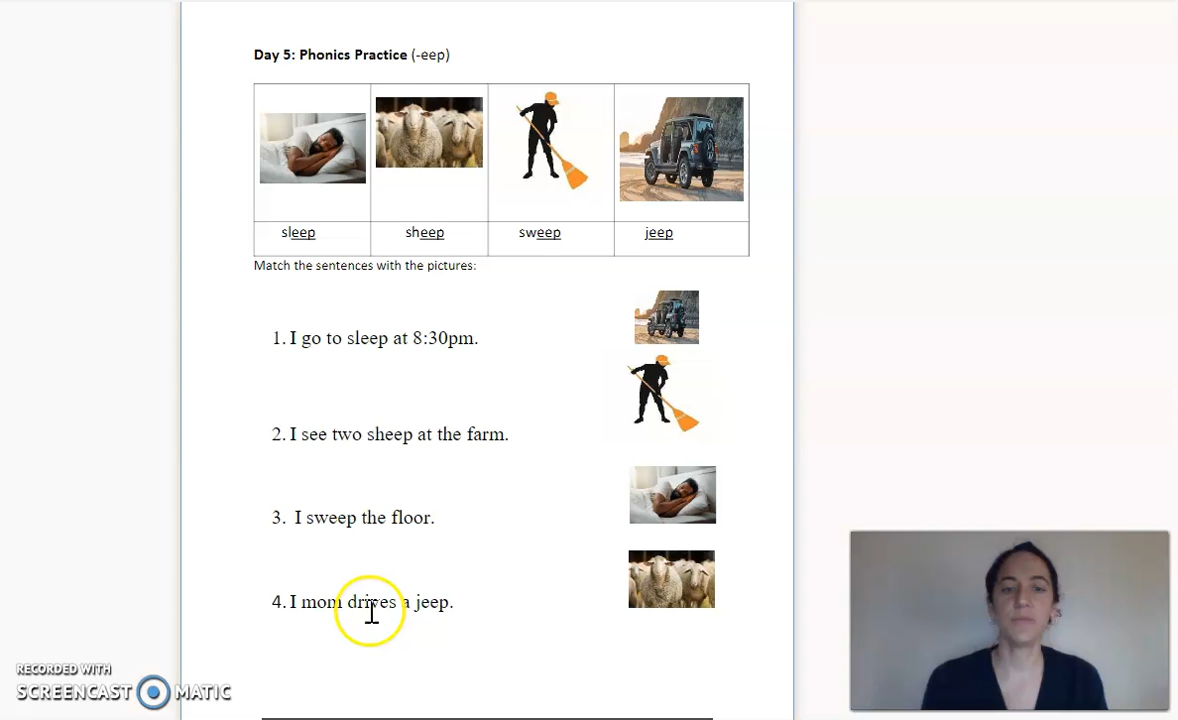 Day 5: Phonics Practice (-eep)
sleep sheep sweep jeep
Match the sentences with the pictures:
1. I go to sleep at 8:30pm.
2. I see two sheep at the farm.
3. I sweep the floor.
4. I mom drives a jeep.
RECORDED WITH
SCREENCAST MATIC